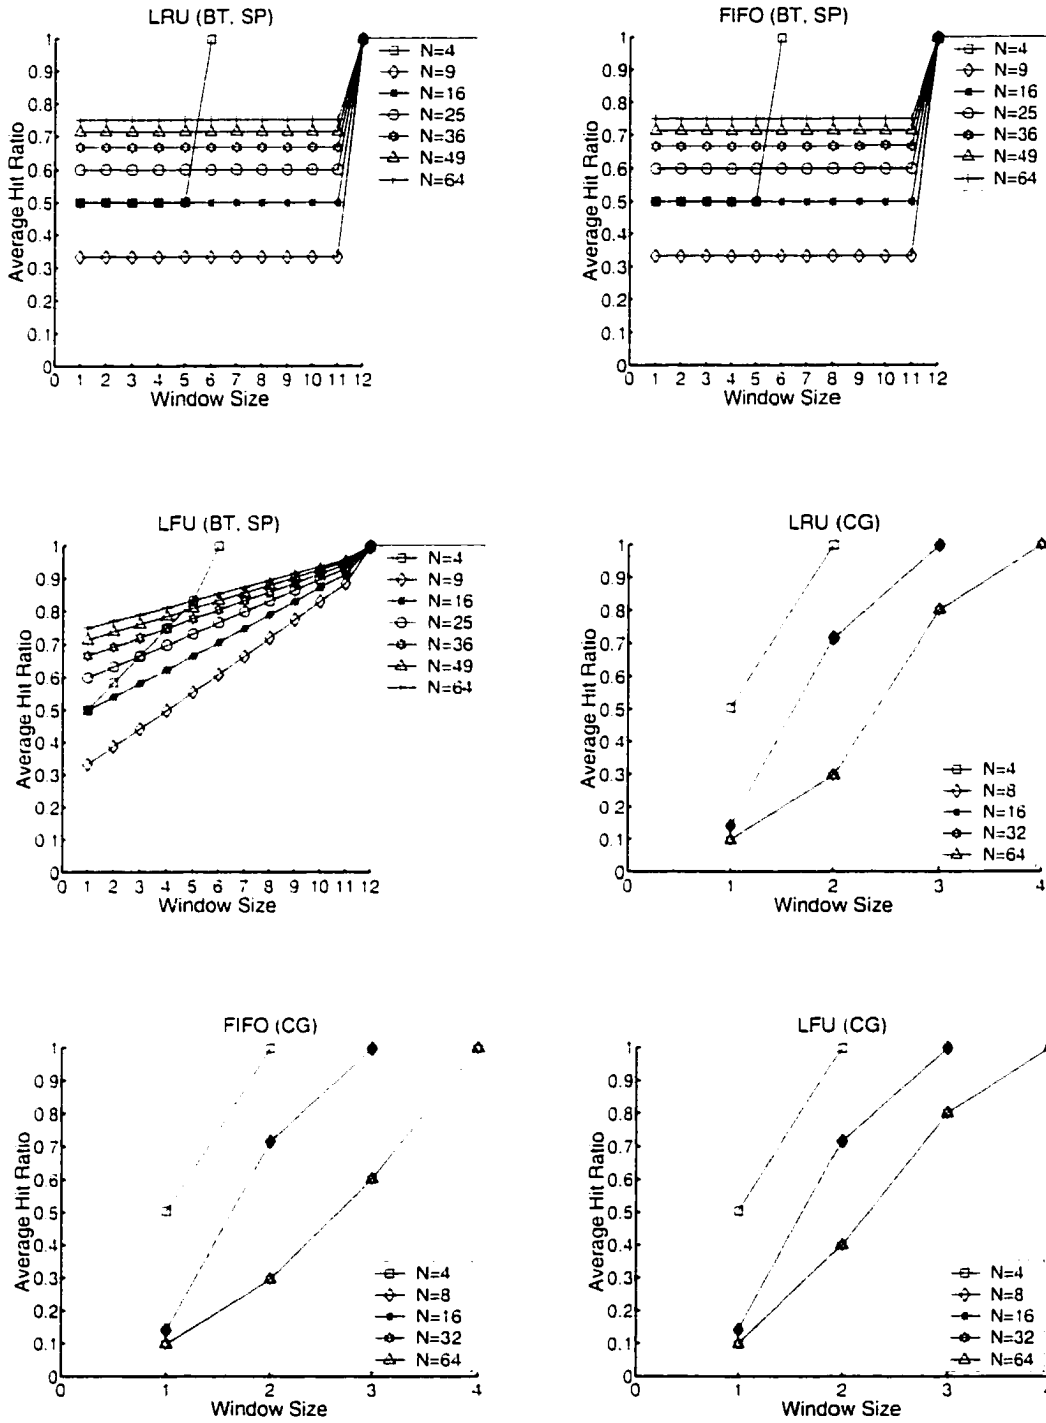 LRU (BT, SP)
1
0.9
0.8
0.7
0.6
0.5
0.4
0.3
0.2
0.1
0
Average Hit Ratio
0 1 2 3 4 5 6 7 8 9 10 11 12
Window Size
N=4
N=9
N=16
N=25
N=36
N=49
N=64
FIFO (BT, SP)
1
0.9
0.8
0.7
0.6
0.5
0.4
0.3
0.2
0.1
0
Average Hit Ratio
0 1 2 3 4 5 6 7 8 9 10 11 12
Window Size
N=4
N=9
N=16
N=25
N=36
N=49
N=64
LFU (BT, SP)
1
0.9
0.8
0.7
0.6
0.5
0.4
0.3
0.2
0.1
0
Average Hit Ratio
0 1 2 3 4 5 6 7 8 9 10 11 12
Window Size
N=4
N=9
N=16
N=25
N=36
N=49
N=64
LRU (CG)
1
0.9
0.8
0.7
0.6
0.5
0.4
0.3
0.2
0.1
0
Average Hit Ratio
0 1 2 3 4
Window Size
N=4
N=8
N=16
N=32
N=64
FIFO (CG)
1
0.9
0.8
0.7
0.6
0.5
0.4
0.3
0.2
0.1
0
Average Hit Ratio
0 1 2 3 4
Window Size
N=4
N=8
N=16
N=32
N=64
LFU (CG)
1
0.9
0.8
0.7
0.6
0.5
0.4
0.3
0.2
0.1
0
Average Hit Ratio
0 1 2 3 4
Window Size
N=4
N=8
N=16
N=32
N=64